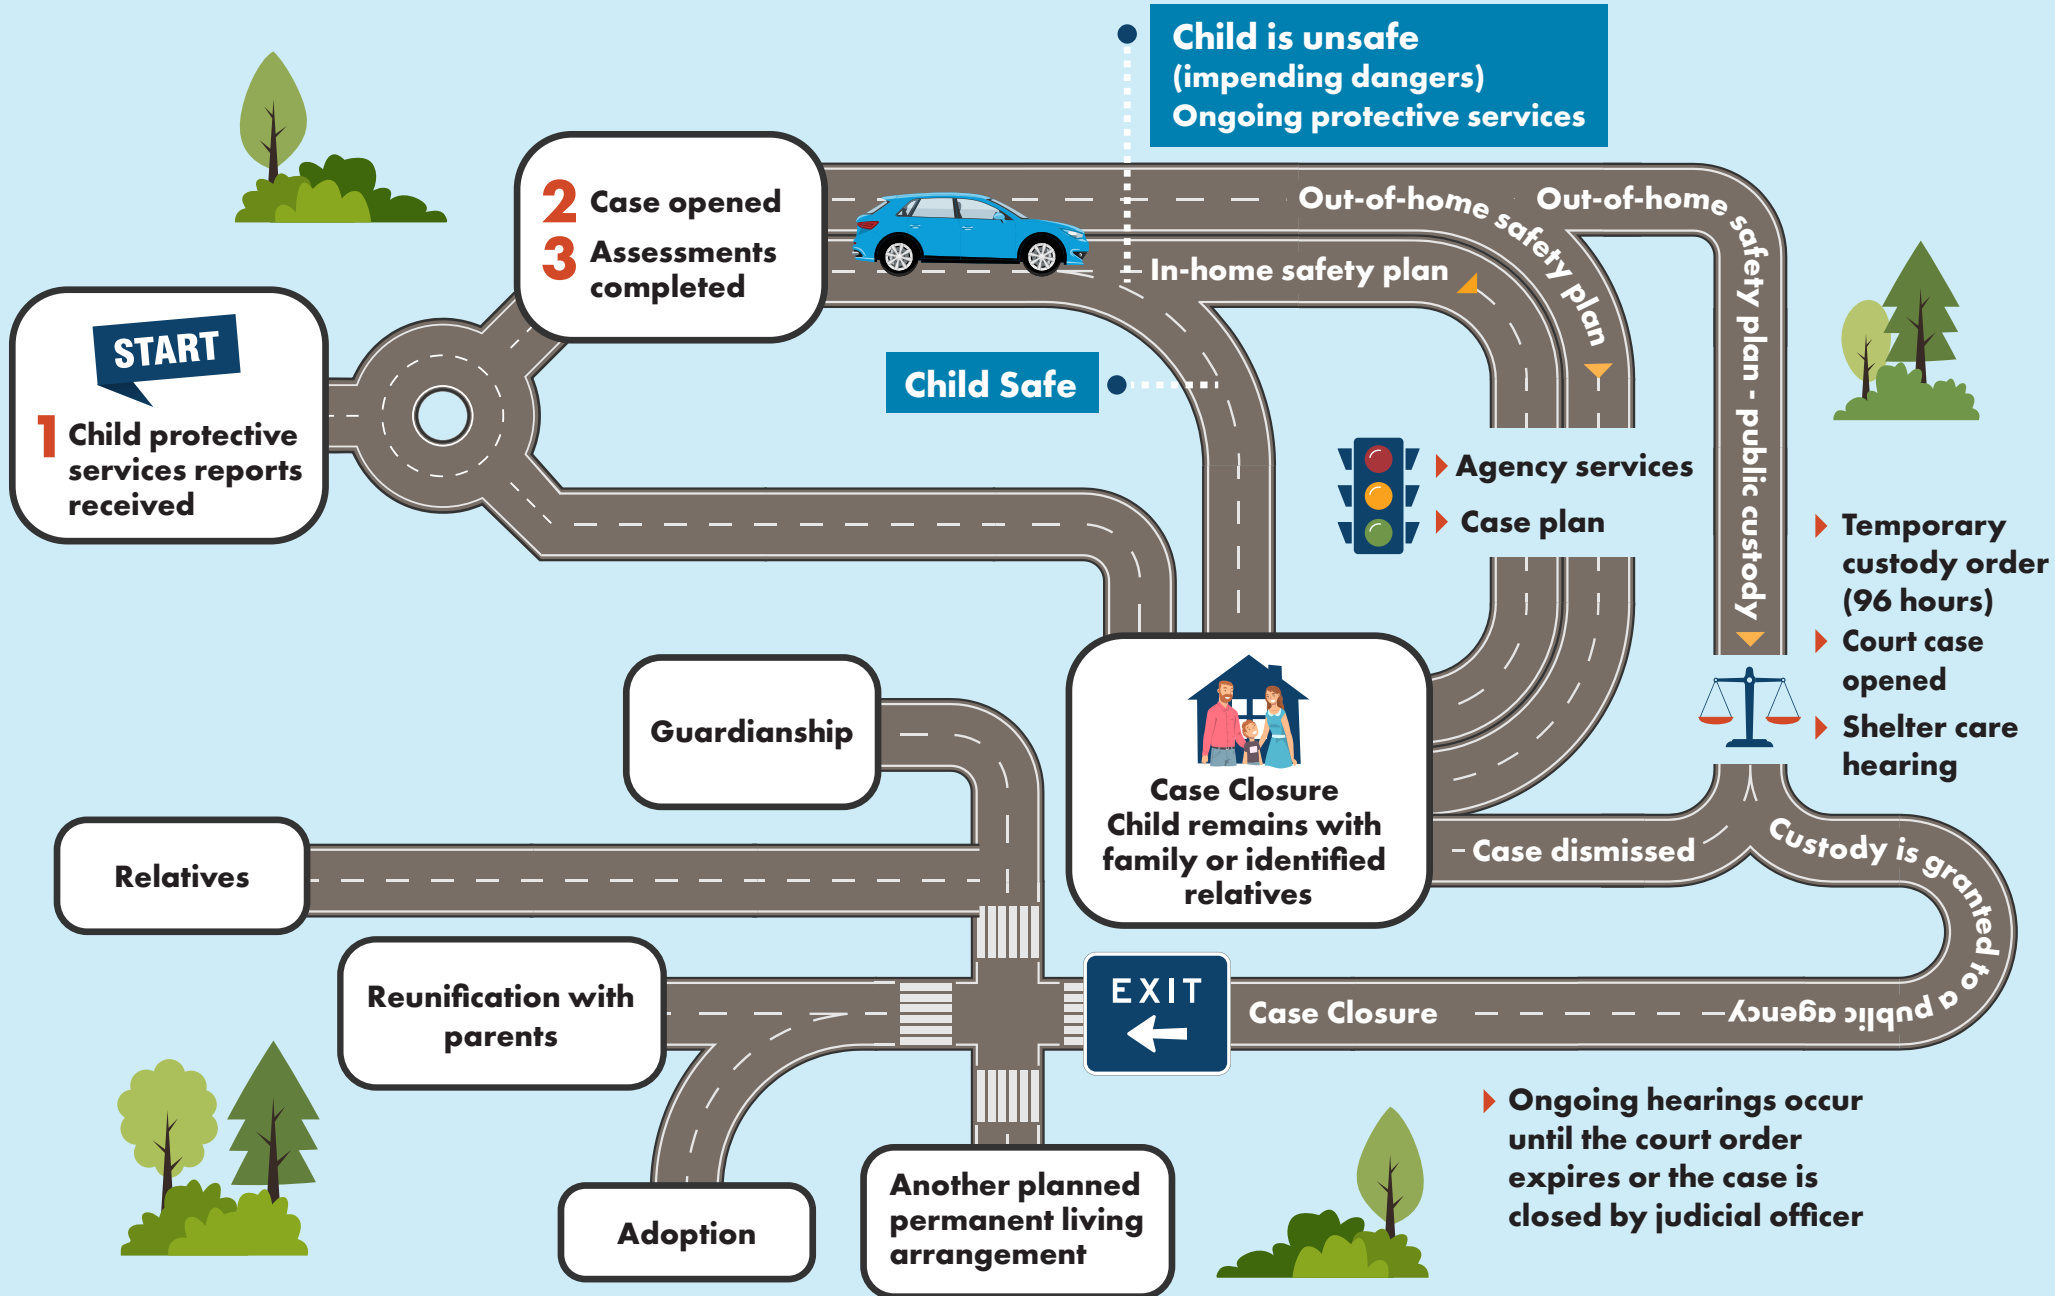 START
1 Child protective
services reports
received
2 Case opened
3 Assessments
completed
Child is unsafe
(impending dangers)
Ongoing protective services
Out-of-home safety plan
Out-of-home safety plan - public custody
In-home safety plan
Child Safe
Agency services
Case plan
Temporary
custody order
(96 hours)
Court case
opened
Shelter care
hearing
Case Closure
Child remains with
family or identified
relatives
Case dismissed
Custody is granted to a public agency
Case Closure
EXIT
Ongoing hearings occur
until the court order
expires or the case is
closed by judicial officer
Guardianship
Relatives
Reunification with
parents
Adoption
Another planned
permanent living
arrangement